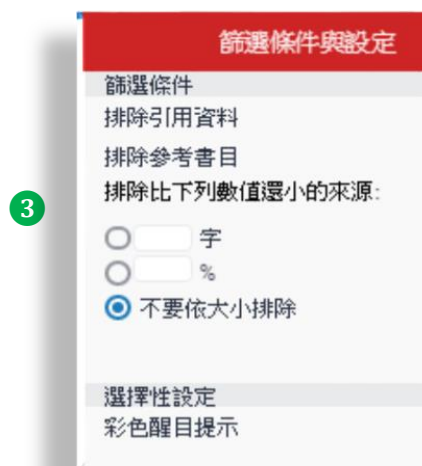 篩選條件與設定
篩選條件
排除引用資料
排除參考書目
排除比下列數值還小的來源:
3
字
%
不要依大小排除
選擇性設定
彩色醒目提示